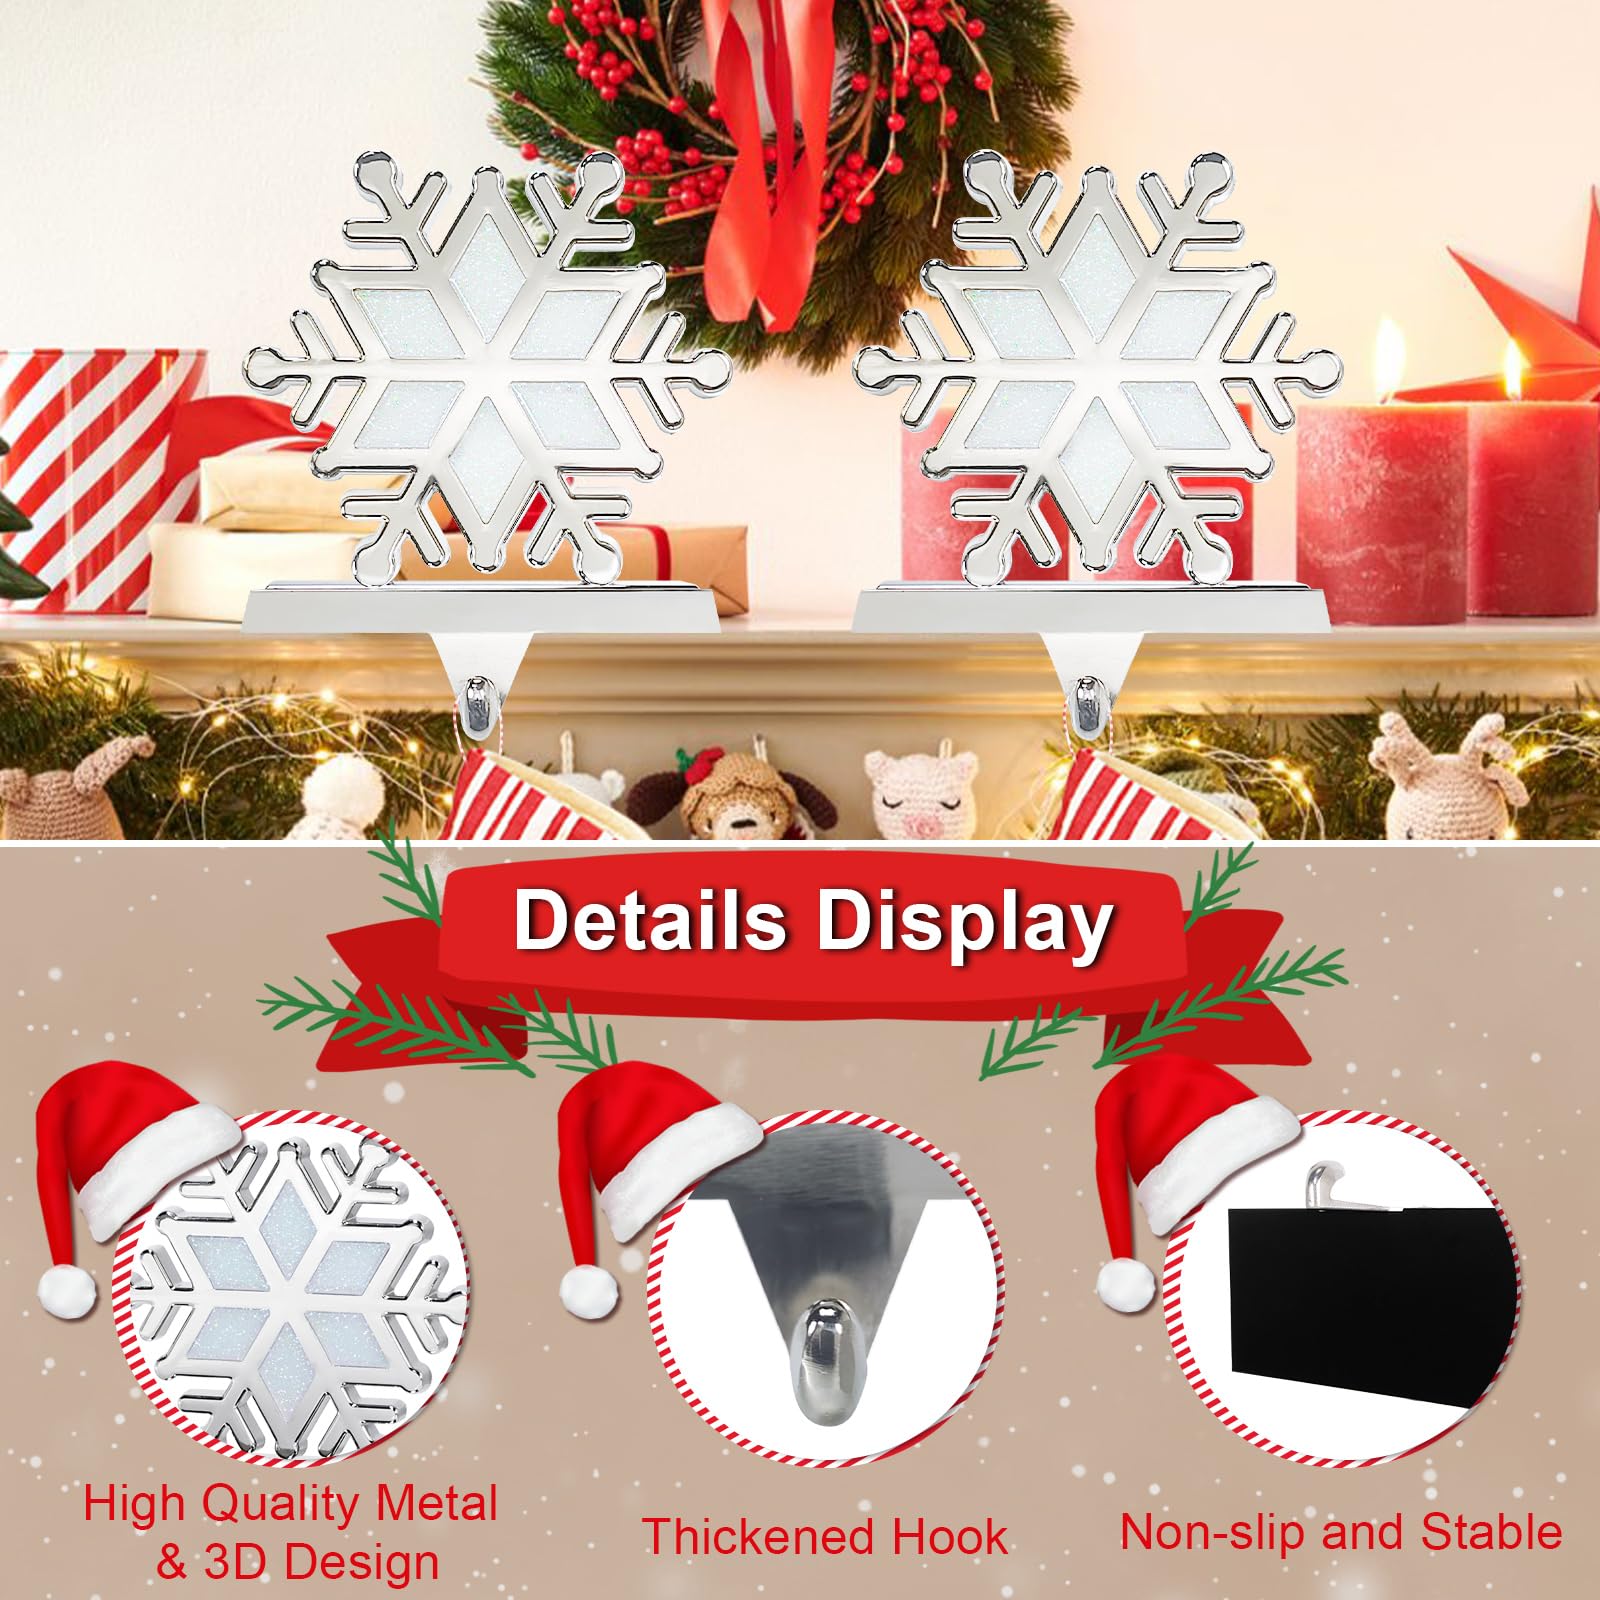 Details Display
High Quality Metal
& 3D Design
Thickened Hook
Non-slip and Stable